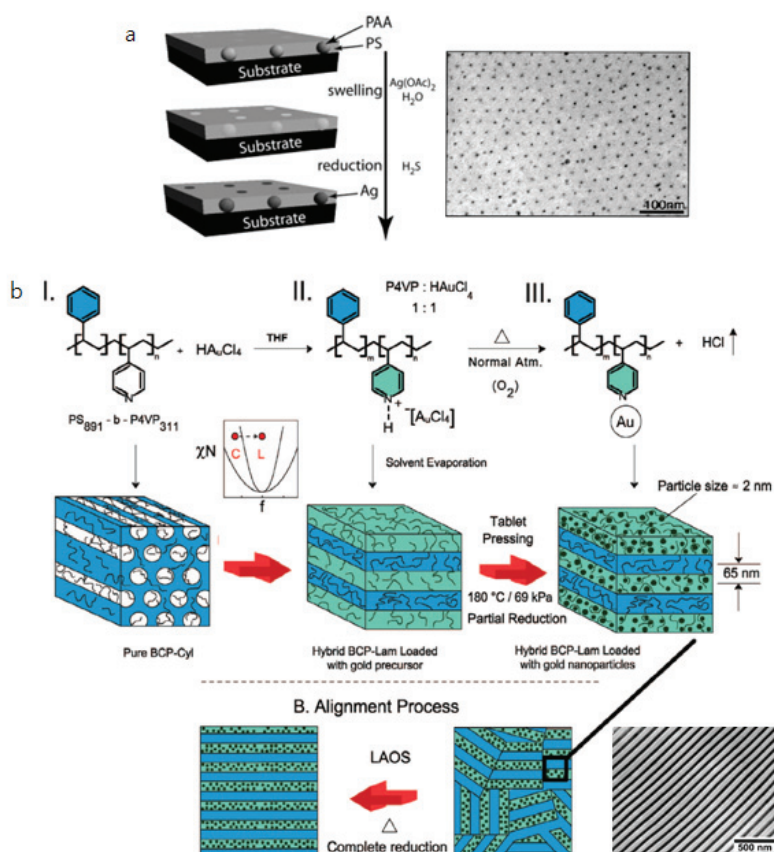 a
PAA
PS
Substrate
swelling
Ag(OAc)₂
H₂O
Substrate
reduction
H₂S
Ag
Substrate
100nm
b
I.
II.
III.
P4VP : HAuCl₄
1 : 1
m
n
+ HAuCl₄
THF
m
n
N
+
H
⁻[AuCl₄]
△
Normal Atm.
(O₂)
m
n
N
Au
+ HCl
N
PS₈₉₁ - b - P4VP₃₁₁
χN
C
L
f
Solvent Evaporation
Particle size = 2 nm
Tablet
Pressing
180 °C / 69 kPa
Partial Reduction
65 nm
Pure BCP-Cyl
Hybrid BCP-Lam Loaded
with gold precursor
Hybrid BCP-Lam Loaded
with gold nanoparticles
B. Alignment Process
LAOS
△
Complete reduction
500 nm